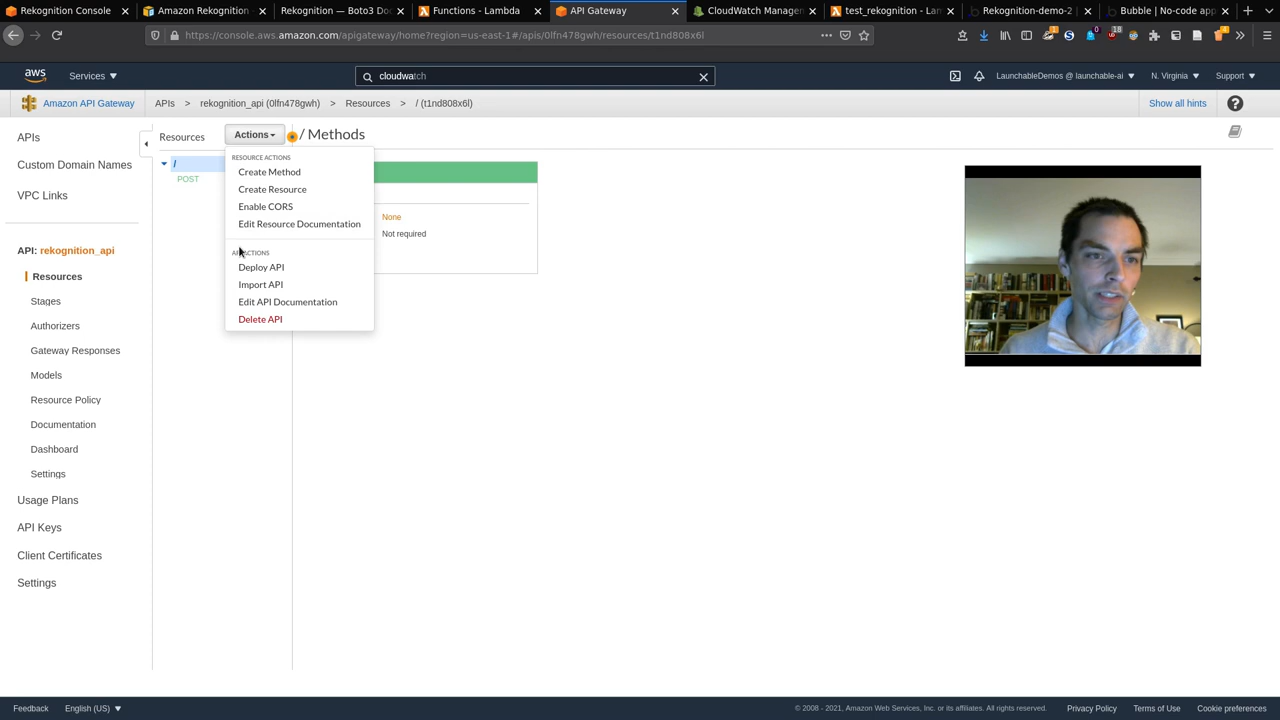 Rekognition Console
Amazon Rekognition
Rekognition — Boto3 Do
Functions - Lambda
API Gateway
CloudWatch Manager
test_rekognition - Lam
Rekognition-demo-2
Bubble | No-code app
https://console.aws.amazon.com/apigateway/home?region=us-east-1#/apis/0lfn478gwh/resources/t1nd808x6l
aws
Services
cloudwatch
LaunchableDemos @ launchable-ai
N. Virginia
Support
Amazon API Gateway
APIs > rekognition_api (0lfn478gwh) > Resources > / (t1nd808x6l)
Show all hints
APIs
Custom Domain Names
VPC Links
API: rekognition_api
Resources
Stages
Authorizers
Gateway Responses
Models
Resource Policy
Documentation
Dashboard
Settings
Usage Plans
API Keys
Client Certificates
Settings
Resources
Actions
/ Methods
/
POST
RESOURCE ACTIONS
Create Method
Create Resource
Enable CORS
Edit Resource Documentation
API ACTIONS
Deploy API
Import API
Edit API Documentation
Delete API
None
Not required
Feedback
English (US)
© 2008 - 2021, Amazon Web Services, Inc. or its affiliates. All rights reserved.
Privacy Policy
Terms of Use
Cookie preferences